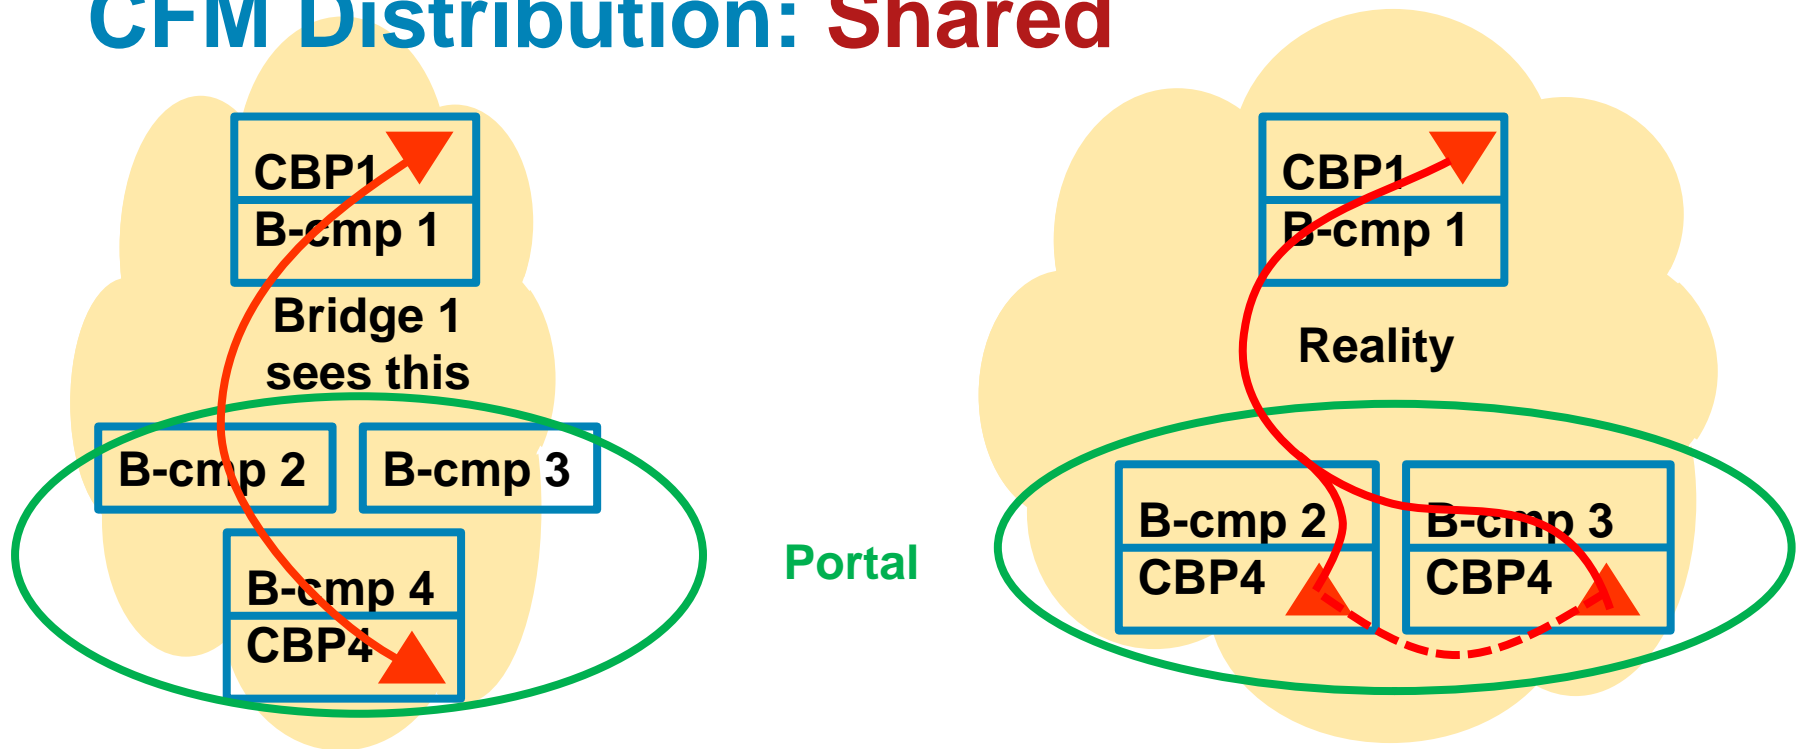 CFM Distribution: Shared
CBP1
B-cmp 1
Bridge 1
sees this
B-cmp 2
B-cmp 3
B-cmp 4
CBP4
Portal
CBP1
B-cmp 1
Reality
B-cmp 2
CBP4
B-cmp 3
CBP4